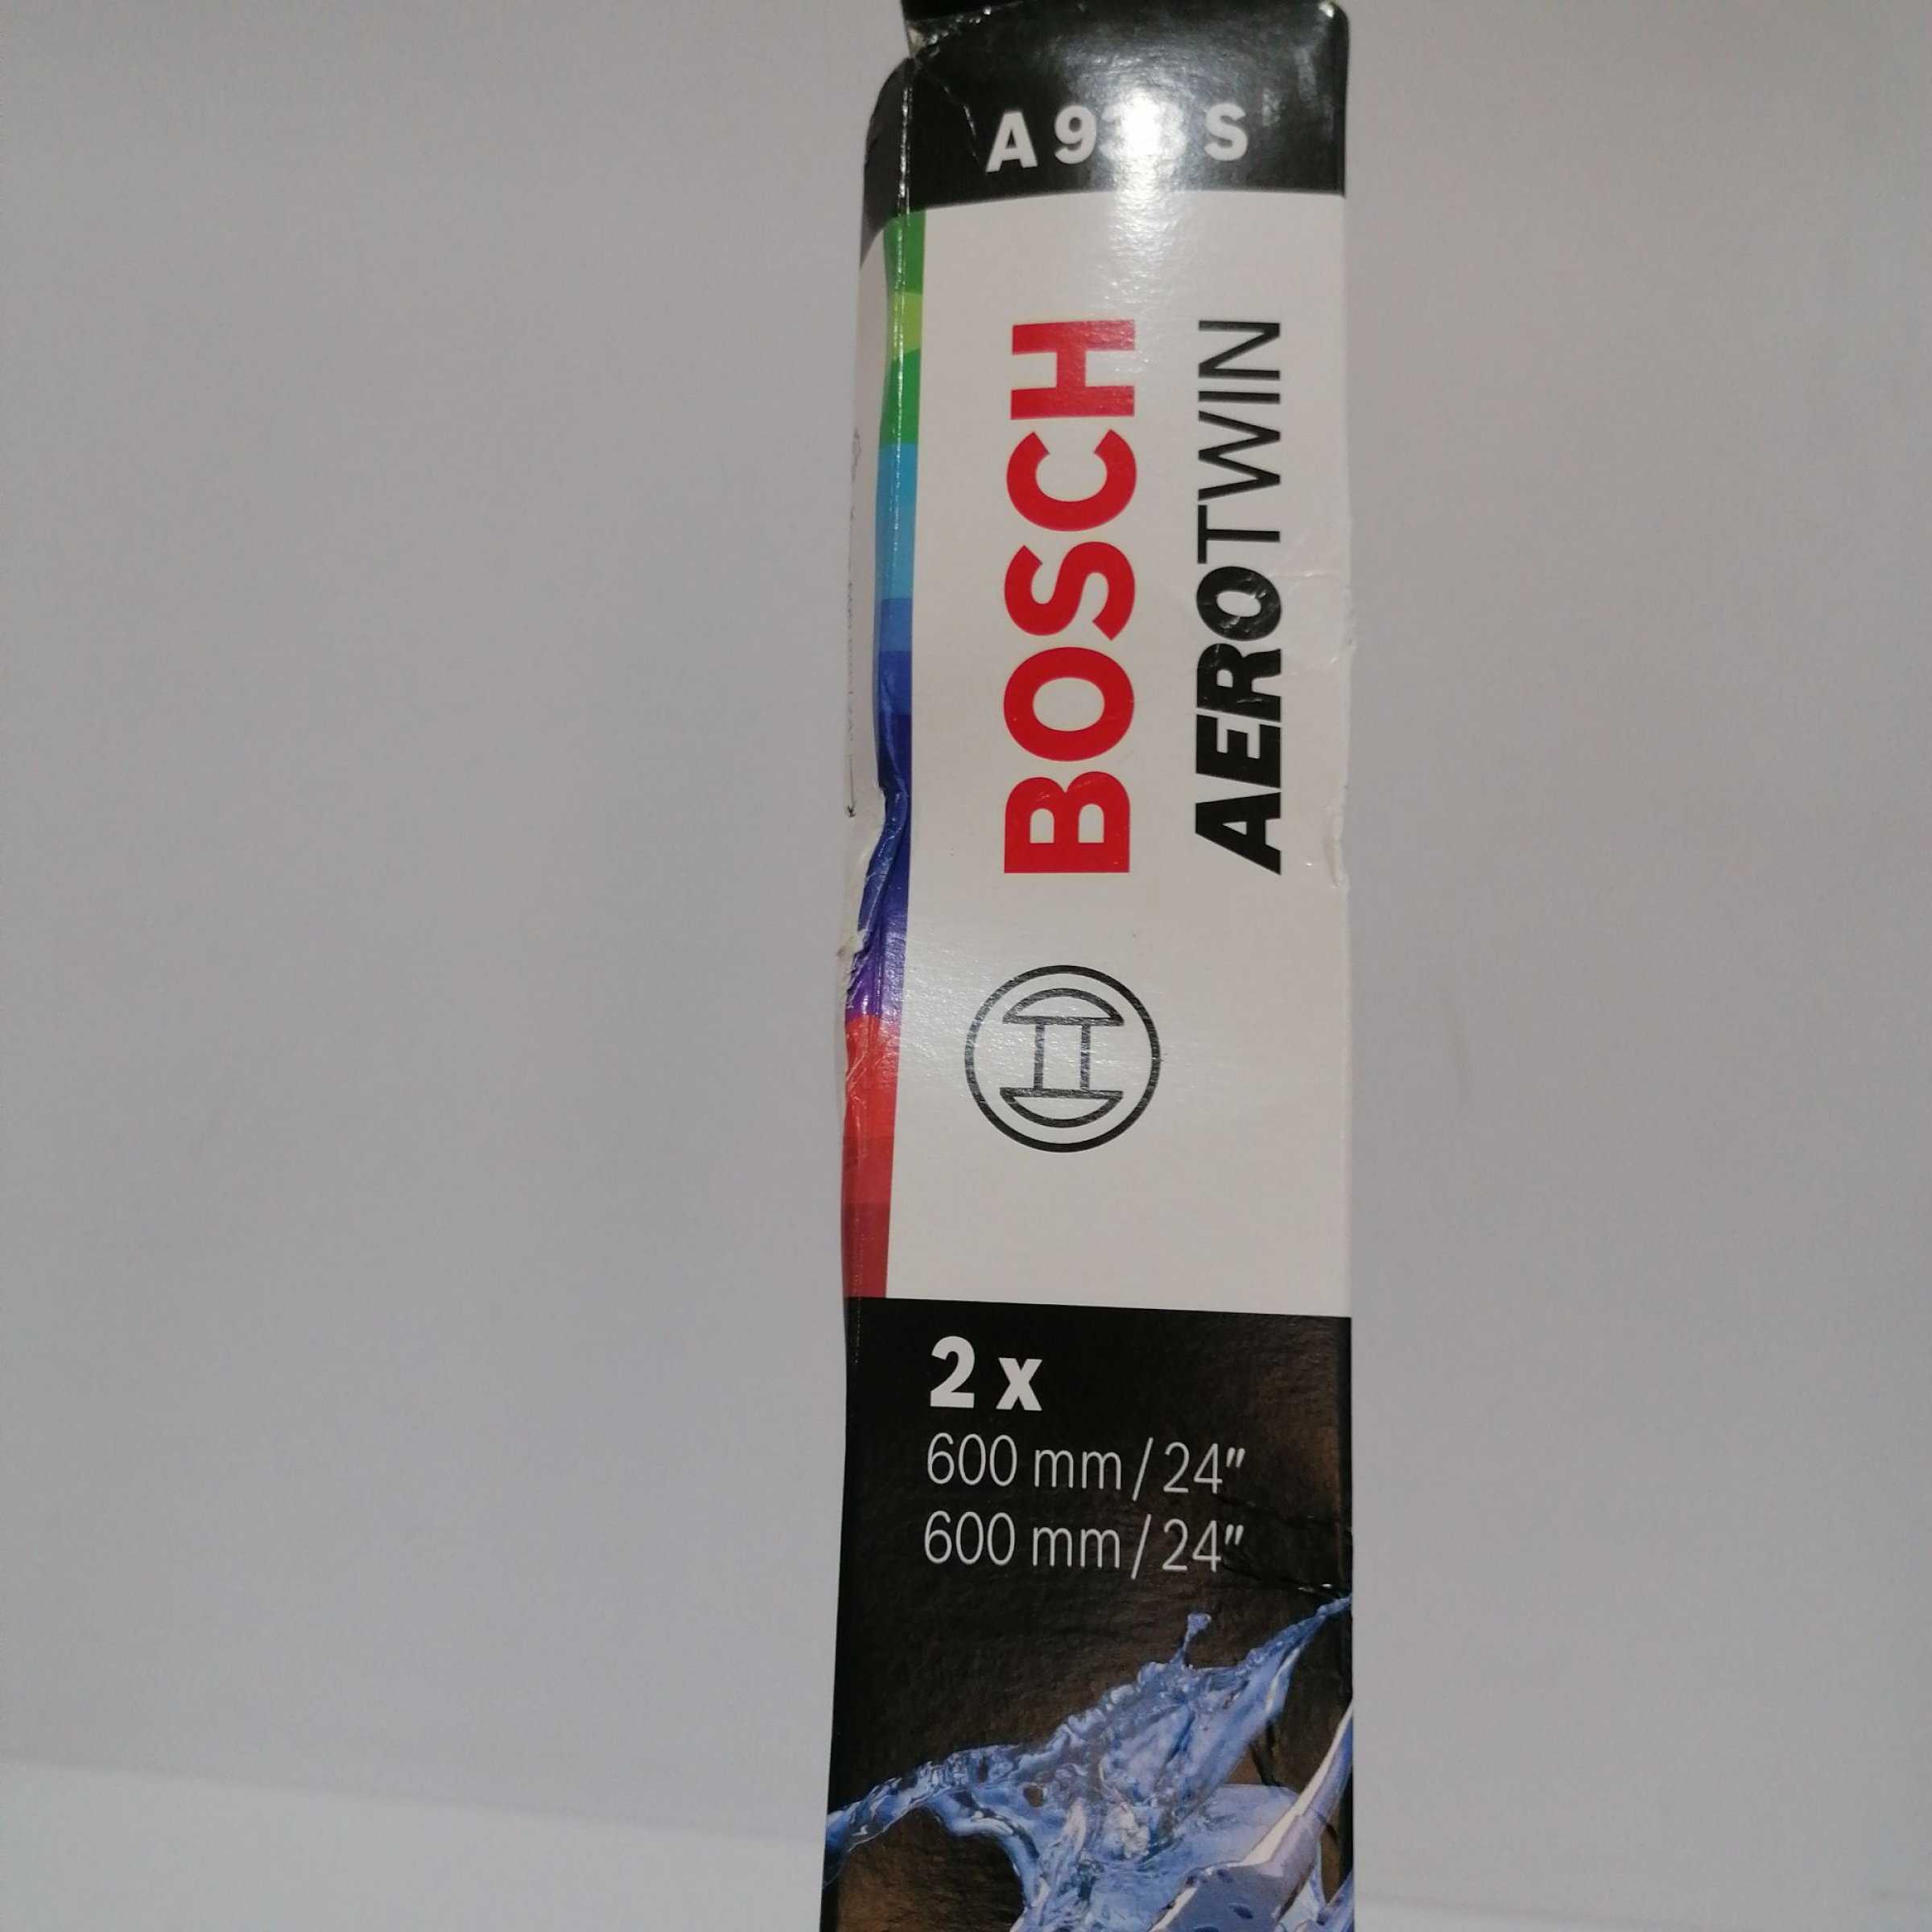 BOSCH
AEROTWIN
2 x
600 mm / 24"
600 mm / 24"